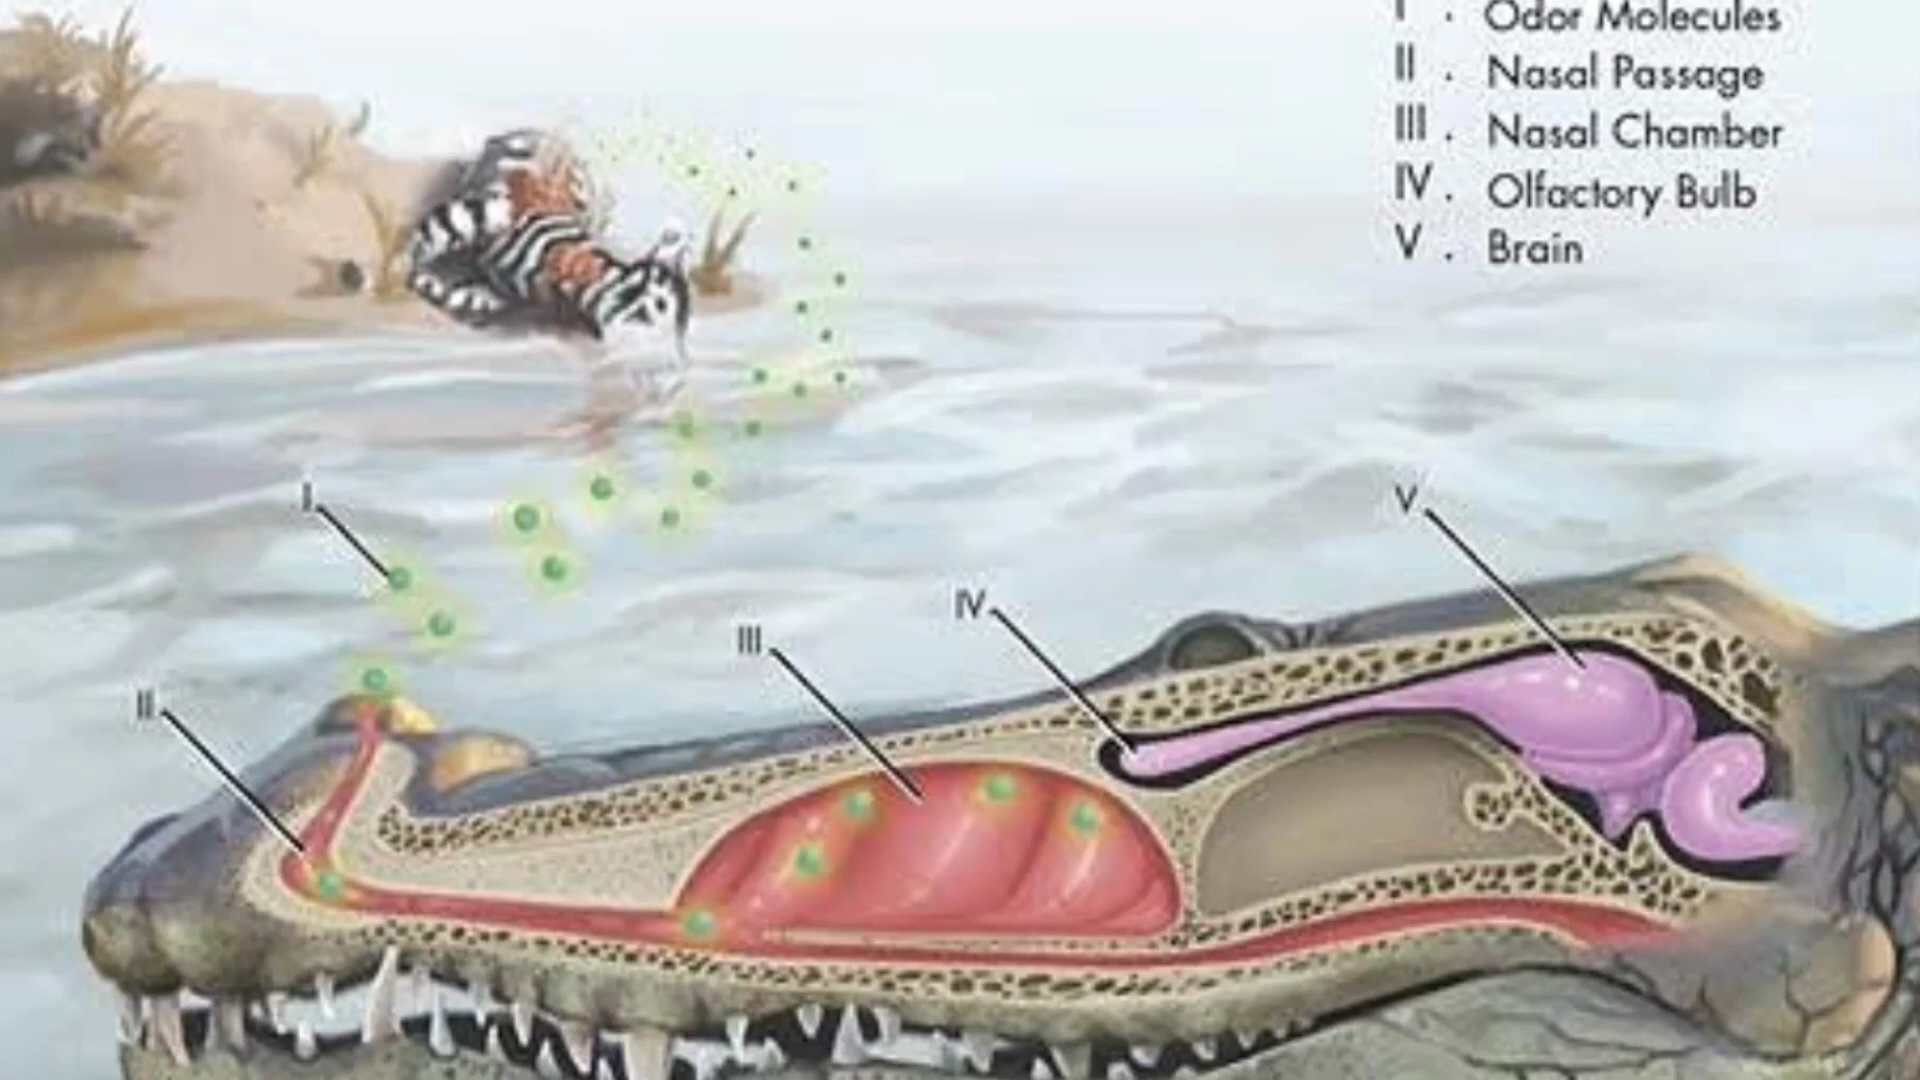 I . Odor Molecules
II . Nasal Passage
III . Nasal Chamber
IV . Olfactory Bulb
V . Brain
I
V
IV
III
II